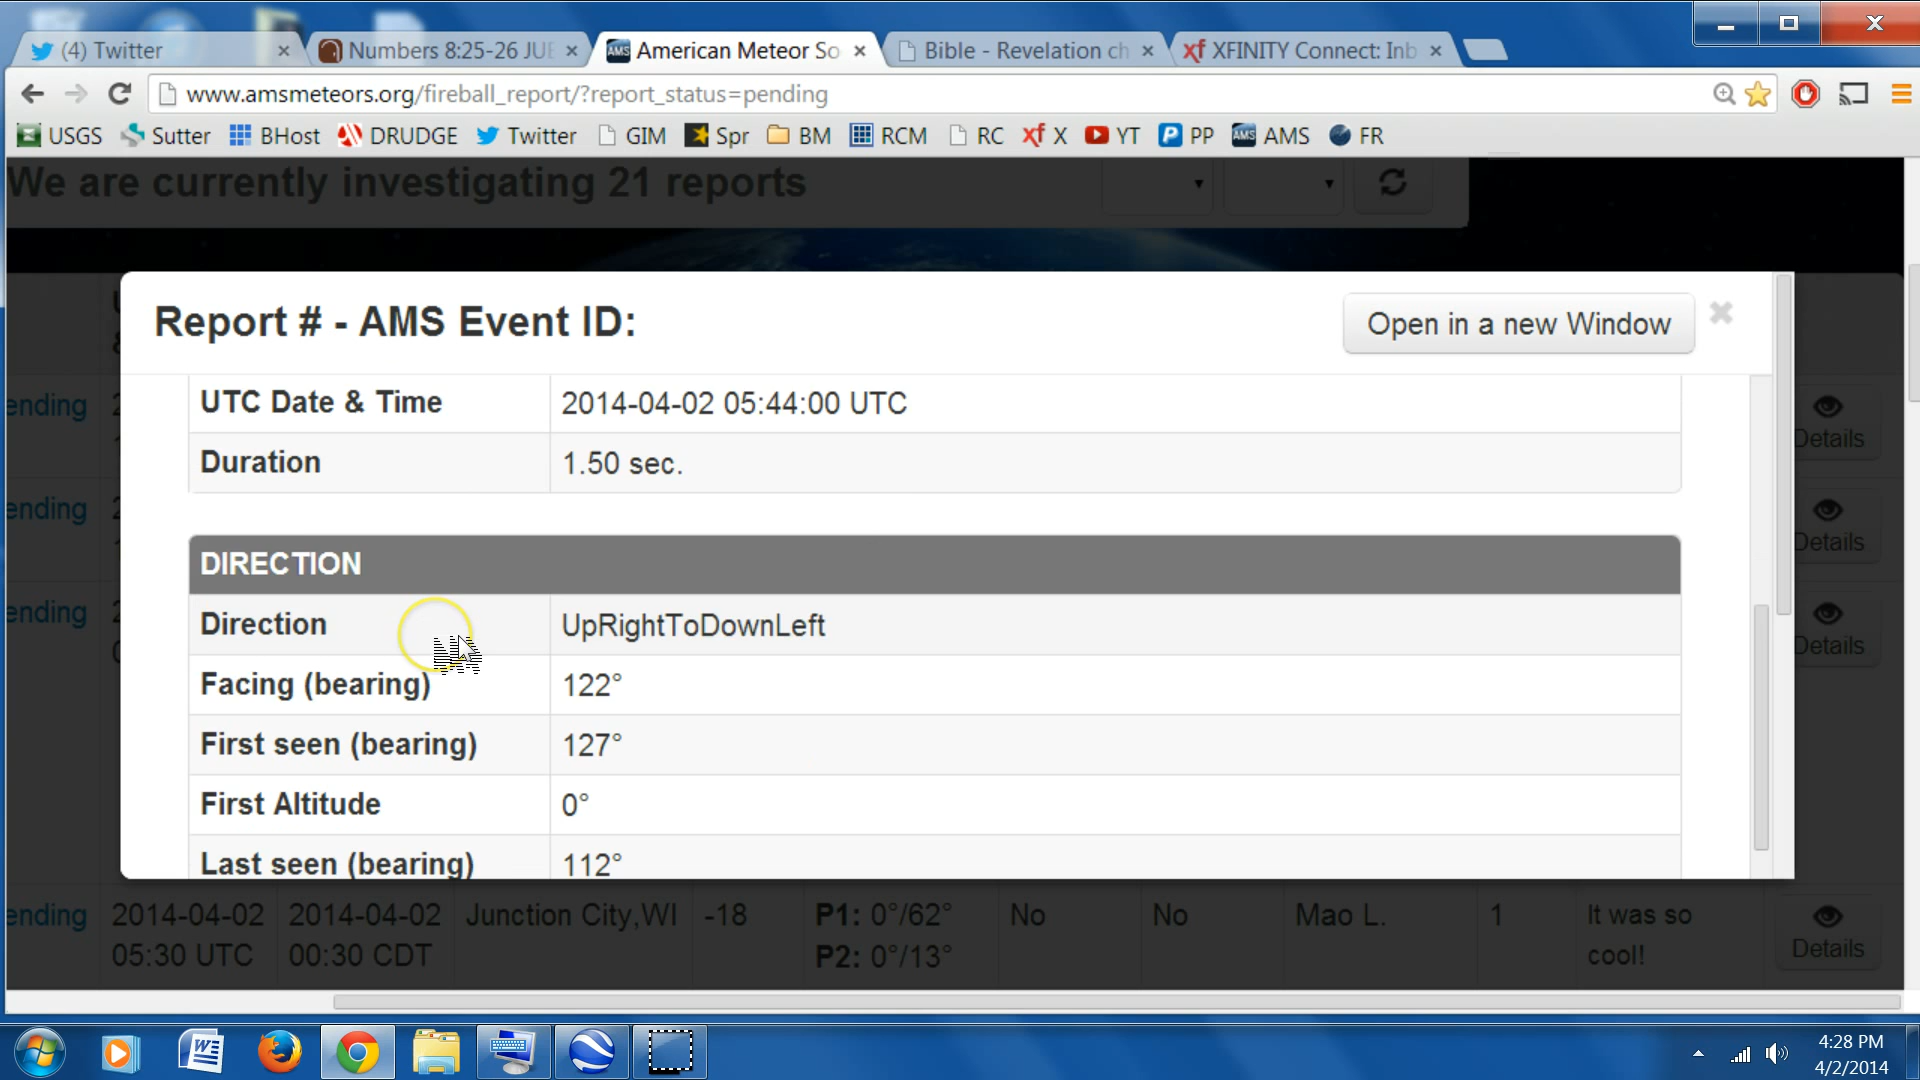 (4) Twitter
Numbers 8:25-26 JUB
American Meteor So
Bible - Revelation ch
XFINITY Connect: Inb
www.amsmeteors.org/fireball_report/?report_status=pending
USGS Sutter BHost DRUDGE Twitter GIM Spr BM RCM RC X YT PP AMS FR
We are currently investigating 21 reports
Report # - AMS Event ID:
Open in a new Window
UTC Date & Time 2014-04-02 05:44:00 UTC
ending Details
Duration 1.50 sec.
ending Details
DIRECTION
Direction UpRightToDownLeft
ending Details
Facing (bearing) 122°
First seen (bearing) 127°
First Altitude 0°
Last seen (bearing) 112°
ending 2014-04-02 2014-04-02 Junction City,WI -18 P1: 0°/62° No No Mao L. 1 It was so
05:30 UTC 00:30 CDT P2: 0°/13° cool! Details
4:28 PM
4/2/2014